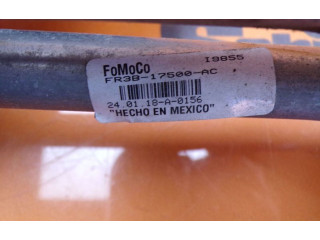 FoMoCo I9855
FR3B-17500-AC
24.01.18-A-0156
"HECHO EN MEXICO"